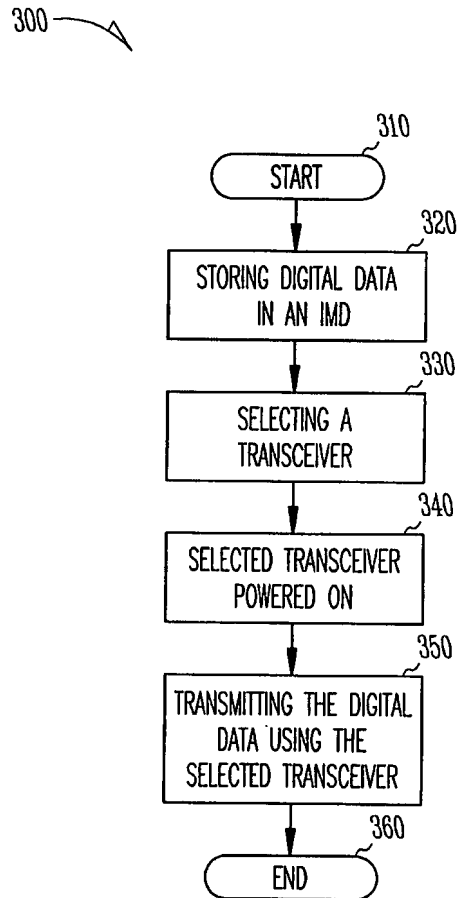 300
310
START
320
STORING DIGITAL DATA
IN AN IMD
330
SELECTING A
TRANSCEIVER
340
SELECTED TRANSCEIVER
POWERED ON
350
TRANSMITTING THE DIGITAL
DATA USING THE
SELECTED TRANSCEIVER
360
END